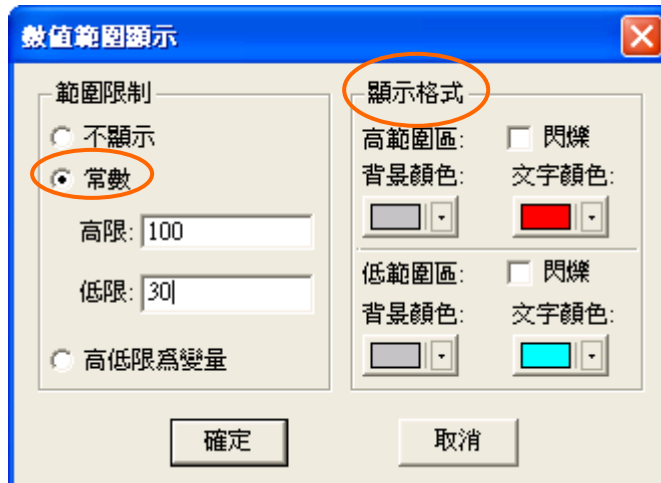 數值範圍顯示
範圍限制
不顯示
常數
高限: 100
低限: 30
高低限為變量
顯示格式
高範圍區: 閃爍
背景顏色: 文字顏色:
低範圍區: 閃爍
背景顏色: 文字顏色:
確定 取消